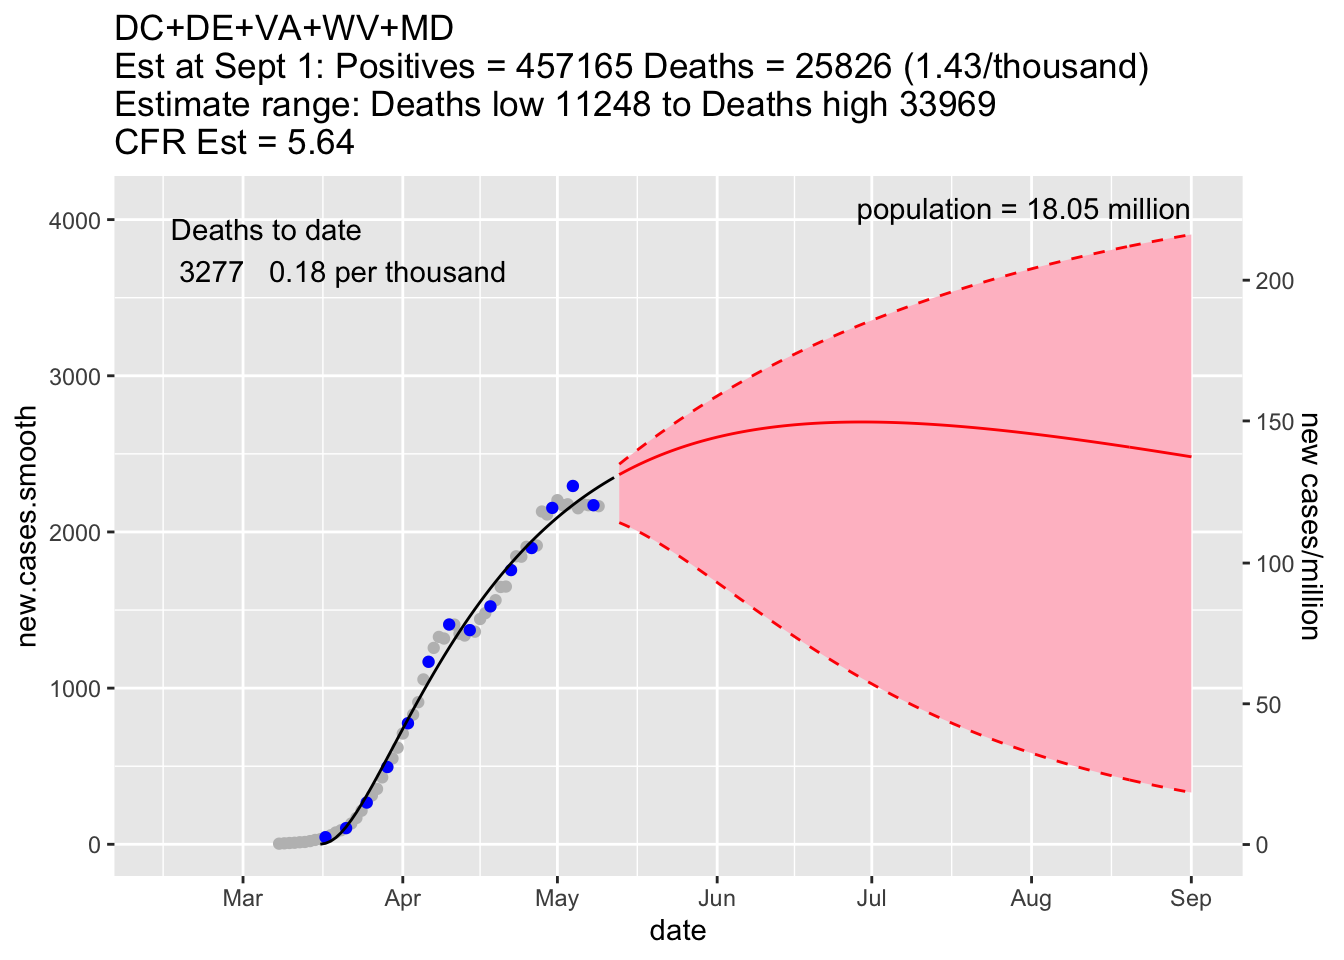 DC+DE+VA+WV+MD
Est at Sept 1: Positives = 457165 Deaths = 25826 (1.43/thousand)
Estimate range: Deaths low 11248 to Deaths high 33969
CFR Est = 5.64
population = 18.05 million
Deaths to date
3277 0.18 per thousand
new.cases.smooth
4000
3000
2000
1000
0
200
150
100
50
0
new cases/million
Mar Apr May Jun Jul Aug Sep
date